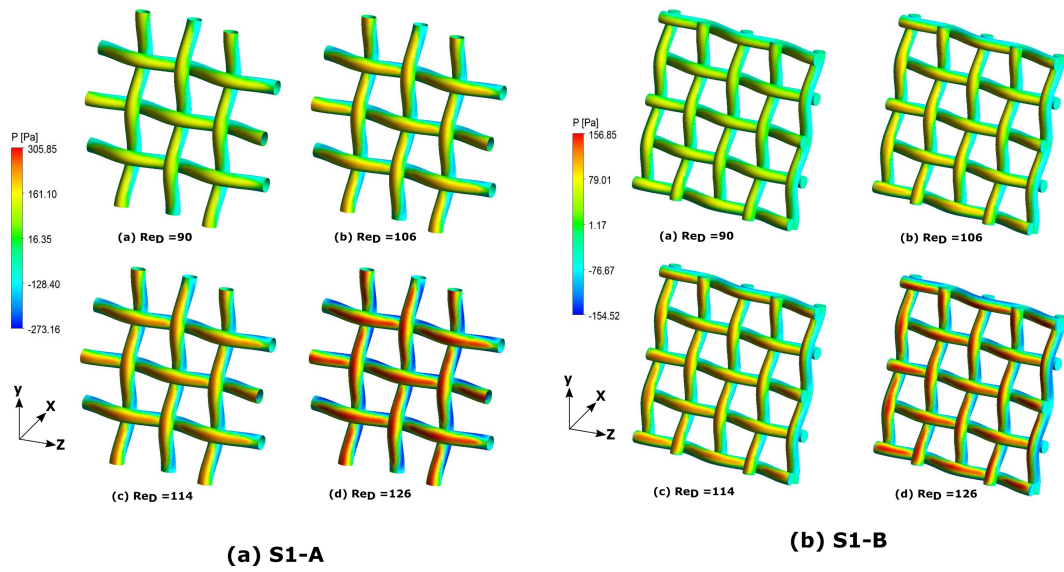 P [Pa]
305.85
161.10
16.35
-128.40
-273.16
(a) ReD =90
(b) ReD =106
(c) ReD =114
(d) ReD =126
y
X
Z
(a) S1-A
P [Pa]
156.85
79.01
1.17
-76.67
-154.52
(a) ReD =90
(b) ReD =106
(c) ReD =114
(d) ReD =126
y
X
Z
(b) S1-B